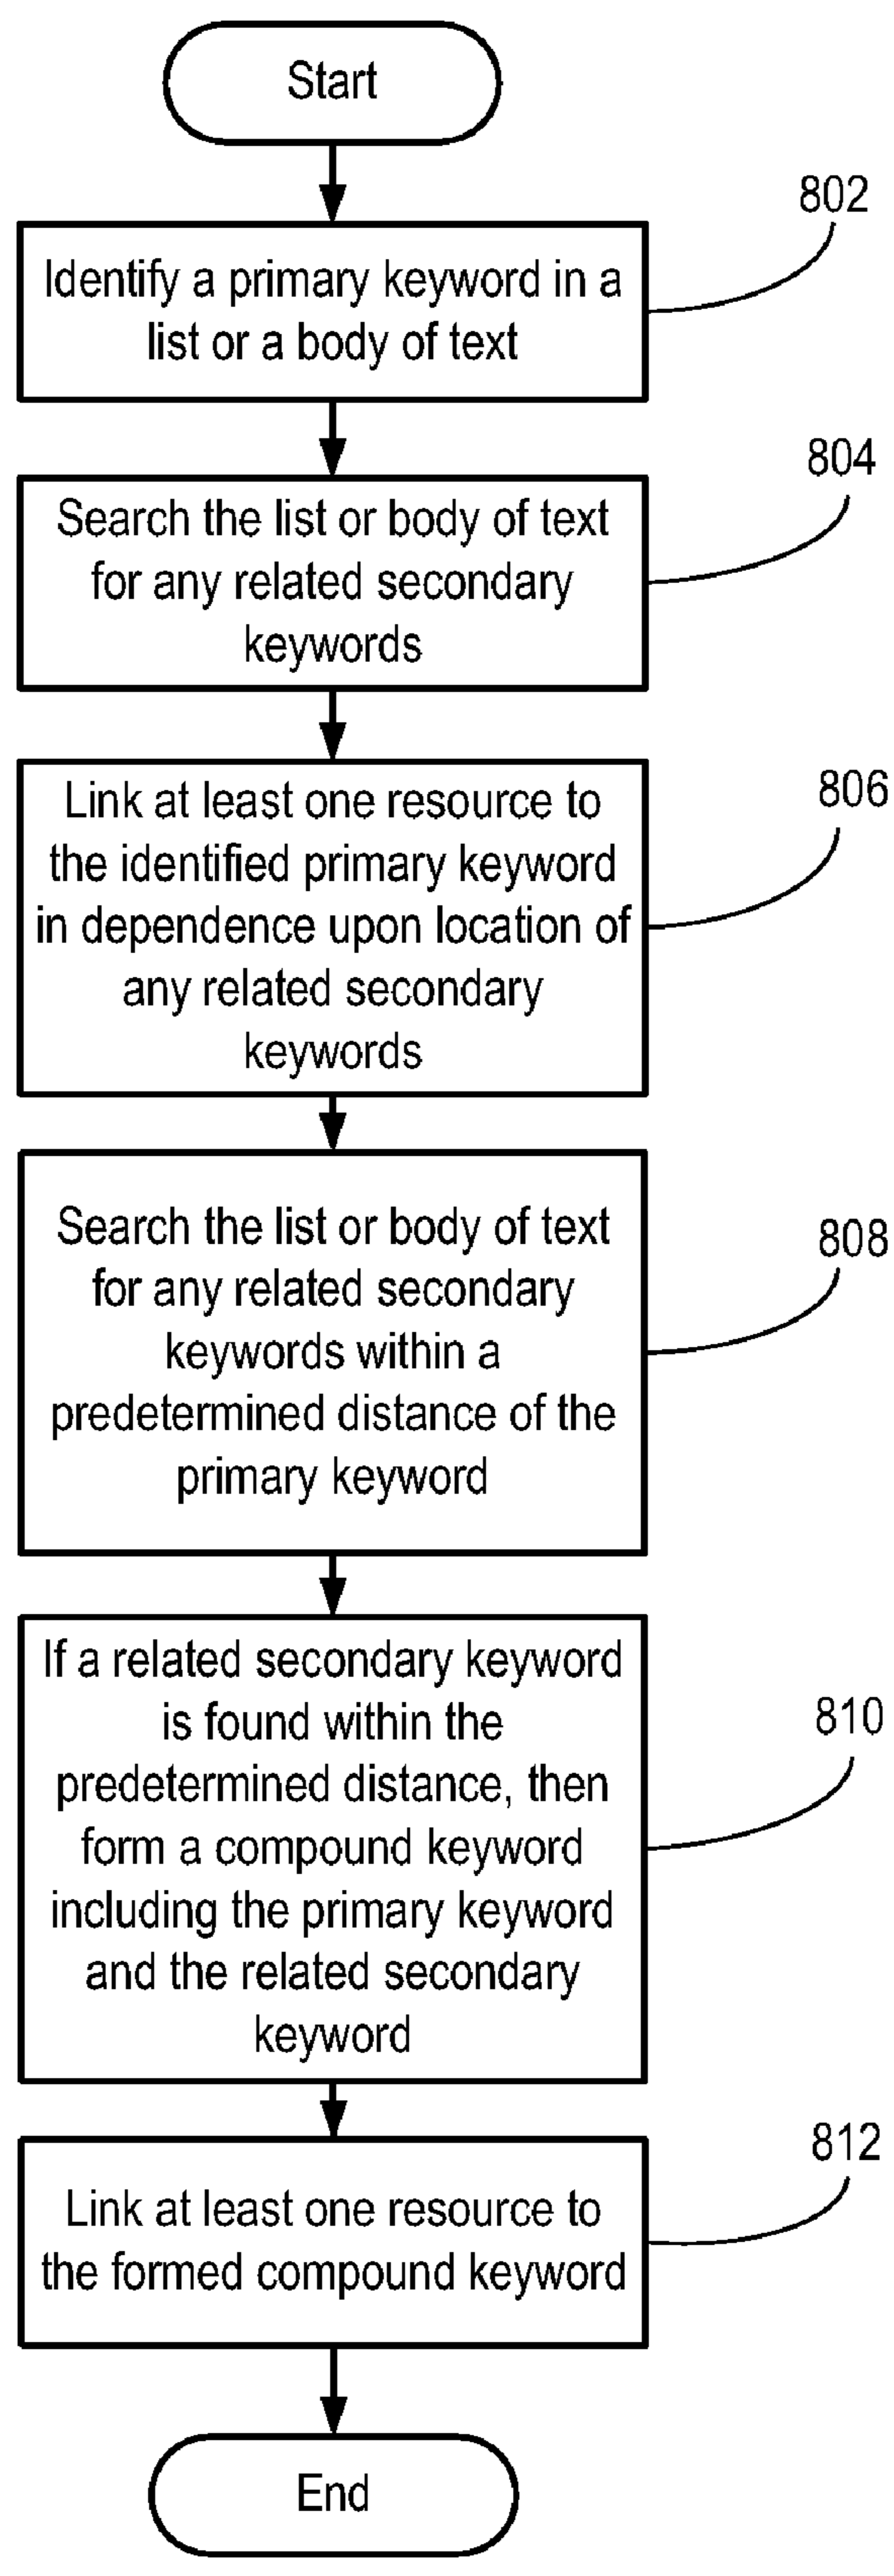 Start
802
Identify a primary keyword in a
list or a body of text
804
Search the list or body of text
for any related secondary
keywords
806
Link at least one resource to
the identified primary keyword
in dependence upon location of
any related secondary
keywords
808
Search the list or body of text
for any related secondary
keywords within a
predetermined distance of the
primary keyword
810
If a related secondary keyword
is found within the
predetermined distance, then
form a compound keyword
including the primary keyword
and the related secondary
keyword
812
Link at least one resource to
the formed compound keyword
End